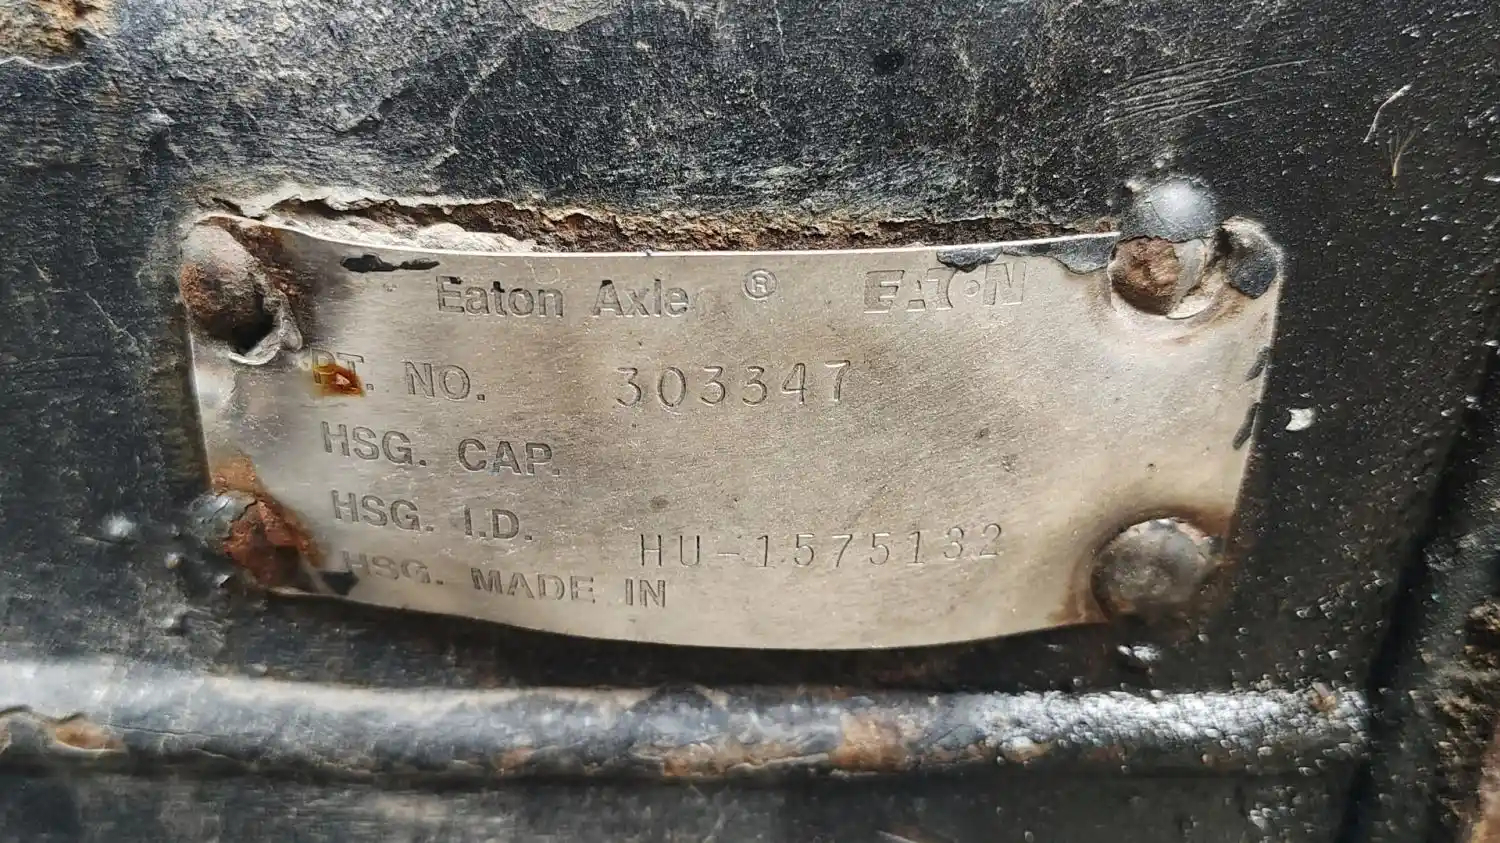 Eaton Axle ® EATON
PT. NO. 303347
HSG. CAP.
HSG. I.D. HU-1575132
HSG. MADE IN